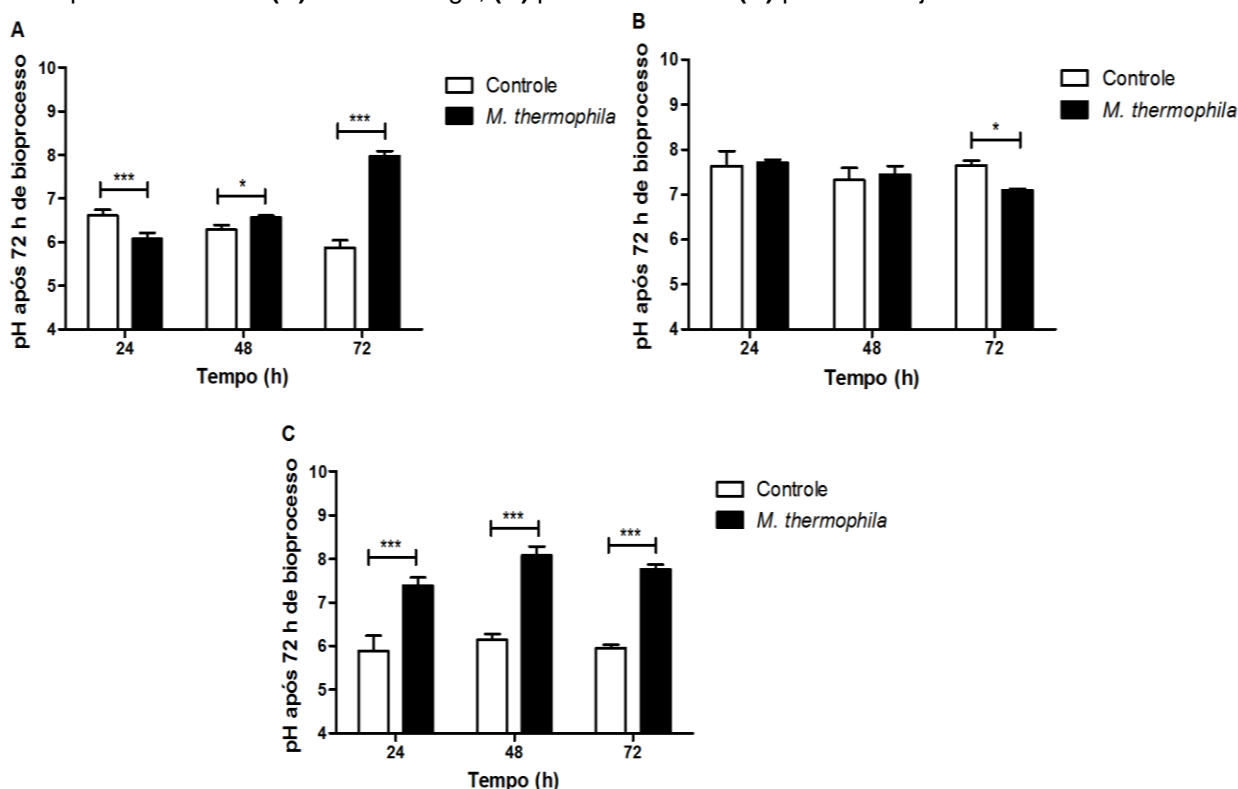 A
pH após 72 h de bioprocesso
10
9
8
7
6
5
4
***
*
***
24
48
72
Tempo (h)
Controle
M. thermophila
B
pH após 72 h de bioprocesso
10
9
8
7
6
5
4
*
24
48
72
Tempo (h)
Controle
M. thermophila
C
pH após 72 h de bioprocesso
10
9
8
7
6
5
4
***
***
***
24
48
72
Tempo (h)
Controle
M. thermophila